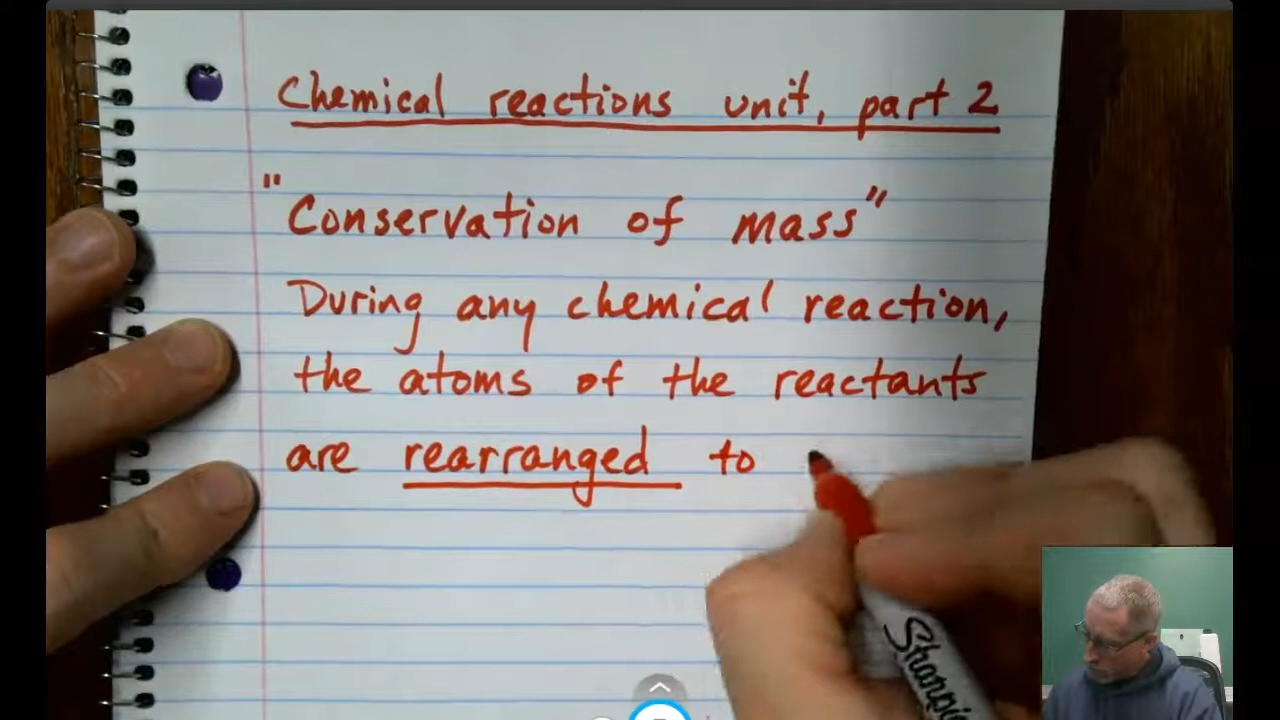 Chemical reactions unit, part 2
"Conservation of mass"
During any chemical reaction,
the atoms of the reactants
are rearranged to
Sharpie